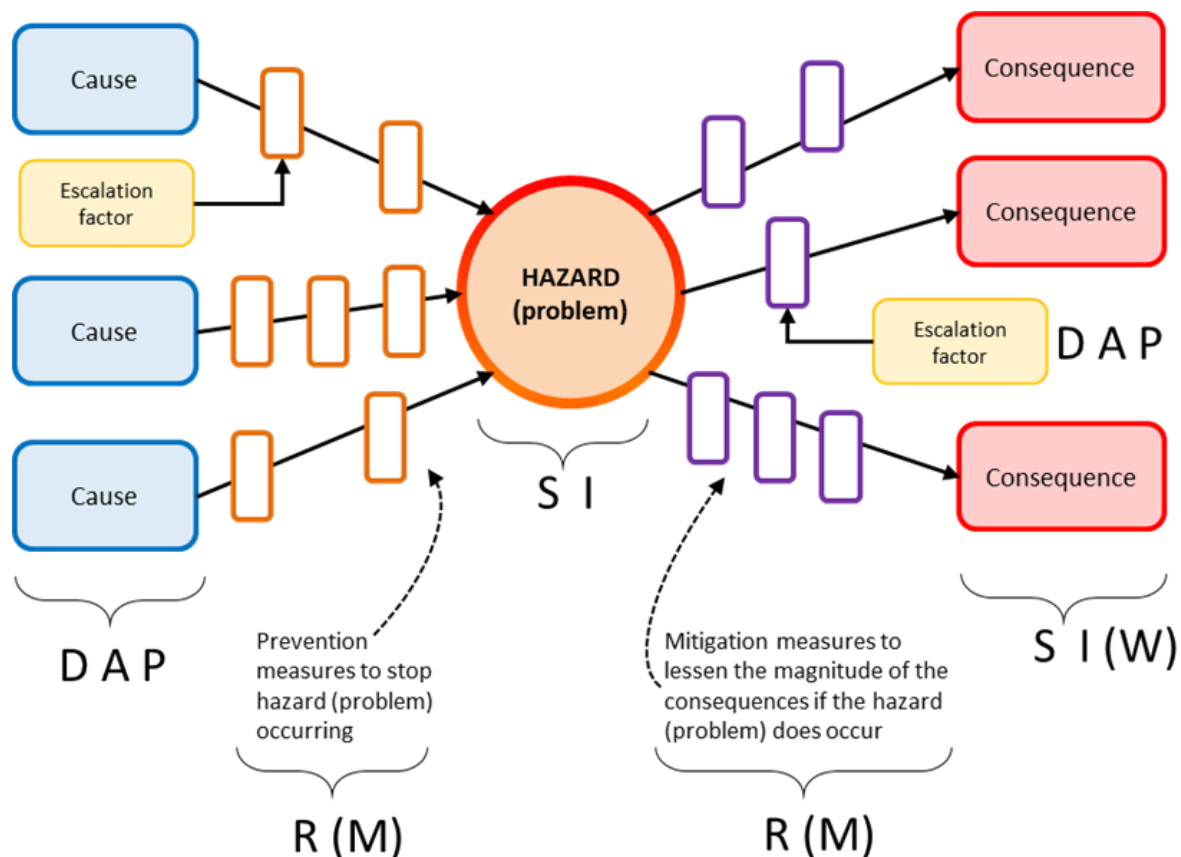 Cause
Escalation
factor
Cause
Cause
D A P
Prevention
measures to stop
hazard (problem)
occurring
R (M)
HAZARD
(problem)
S I
Mitigation measures to
lessen the magnitude of the
consequences if the hazard
(problem) does occur
R (M)
Consequence
Consequence
Escalation
factor
D A P
Consequence
S I (W)